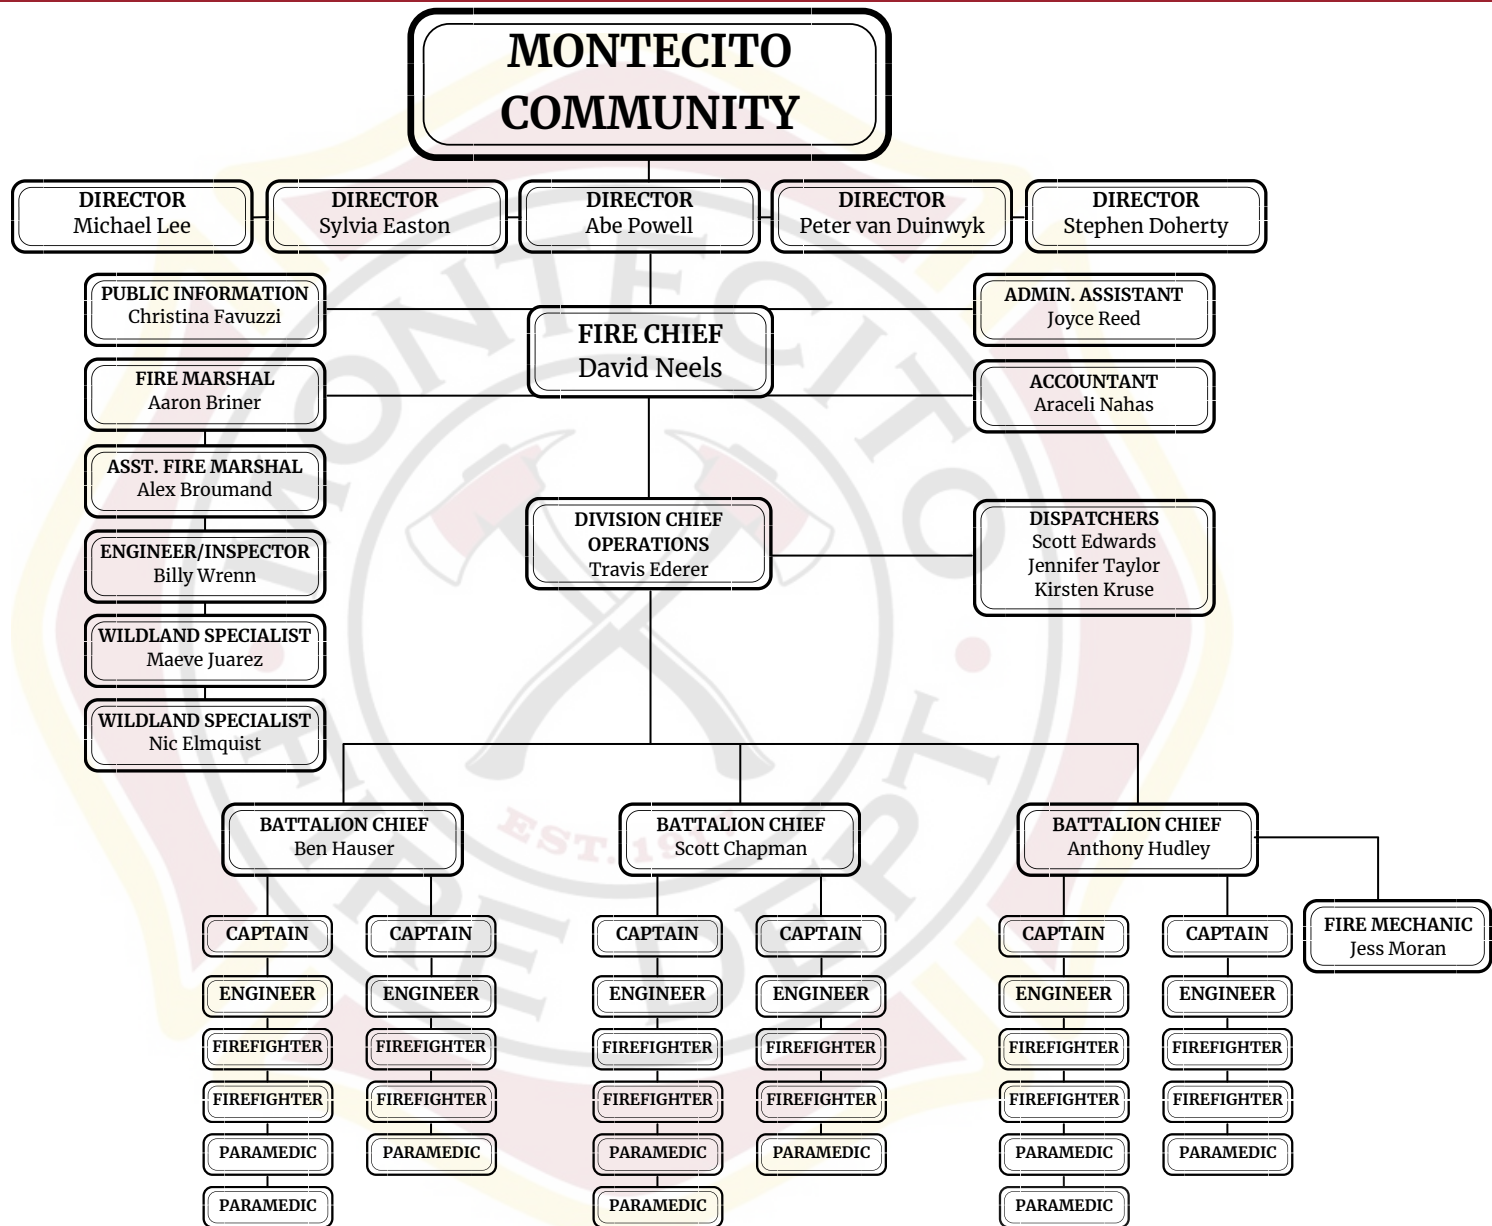 MONTECITO
COMMUNITY
DIRECTOR
Michael Lee
DIRECTOR
Sylvia Easton
DIRECTOR
Abe Powell
DIRECTOR
Peter van Duinwyk
DIRECTOR
Stephen Doherty
PUBLIC INFORMATION
Christina Favuzzi
FIRE CHIEF
David Neels
ADMIN. ASSISTANT
Joyce Reed
FIRE MARSHAL
Aaron Briner
ACCOUNTANT
Araceli Nahas
ASST. FIRE MARSHAL
Alex Broumand
ENGINEER/INSPECTOR
Billy Wrenn
WILDLAND SPECIALIST
Maeve Juarez
WILDLAND SPECIALIST
Nic Elmquist
DIVISION CHIEF
OPERATIONS
Travis Ederer
DISPATCHERS
Scott Edwards
Jennifer Taylor
Kirsten Kruse
BATTALION CHIEF
Ben Hauser
BATTALION CHIEF
Scott Chapman
BATTALION CHIEF
Anthony Hudley
FIRE MECHANIC
Jess Moran
CAPTAIN
ENGINEER
FIREFIGHTER
FIREFIGHTER
PARAMEDIC
PARAMEDIC
CAPTAIN
ENGINEER
FIREFIGHTER
FIREFIGHTER
PARAMEDIC
CAPTAIN
ENGINEER
FIREFIGHTER
FIREFIGHTER
PARAMEDIC
PARAMEDIC
CAPTAIN
ENGINEER
FIREFIGHTER
FIREFIGHTER
PARAMEDIC
CAPTAIN
ENGINEER
FIREFIGHTER
FIREFIGHTER
PARAMEDIC
PARAMEDIC
CAPTAIN
ENGINEER
FIREFIGHTER
FIREFIGHTER
PARAMEDIC
MONTECITO
FIRE DEPT
EST.